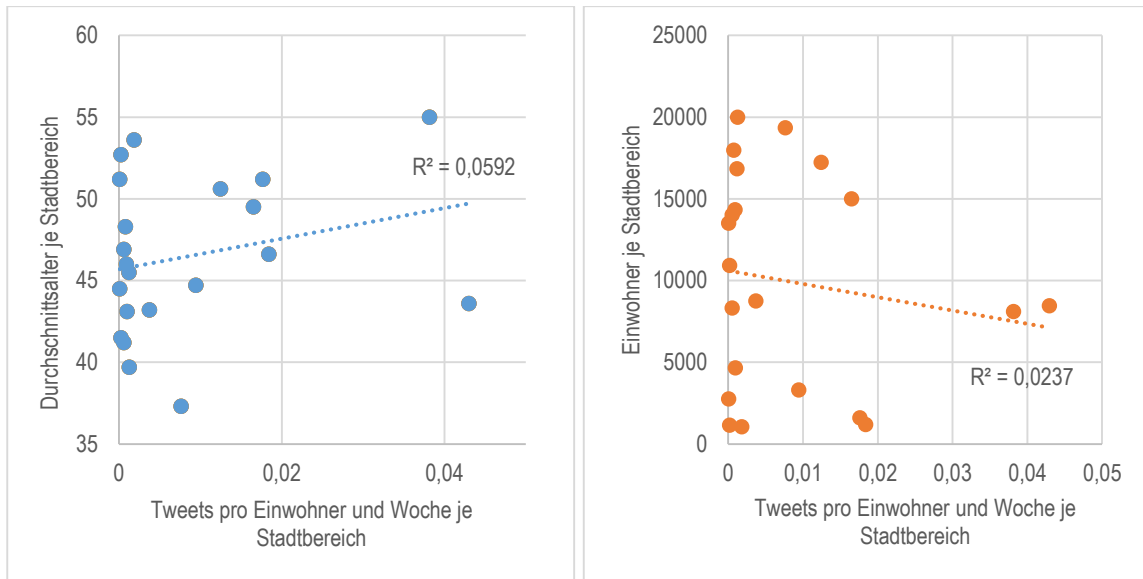 60
55
50
45
40
35
Durchschnittsalter je Stadtbereich
R² = 0,0592
0
0,02
0,04
Tweets pro Einwohner und Woche je
Stadtbereich
25000
20000
15000
10000
5000
0
Einwohner je Stadtbereich
R² = 0,0237
0
0,01
0,02
0,03
0,04
0,05
Tweets pro Einwohner und Woche je
Stadtbereich